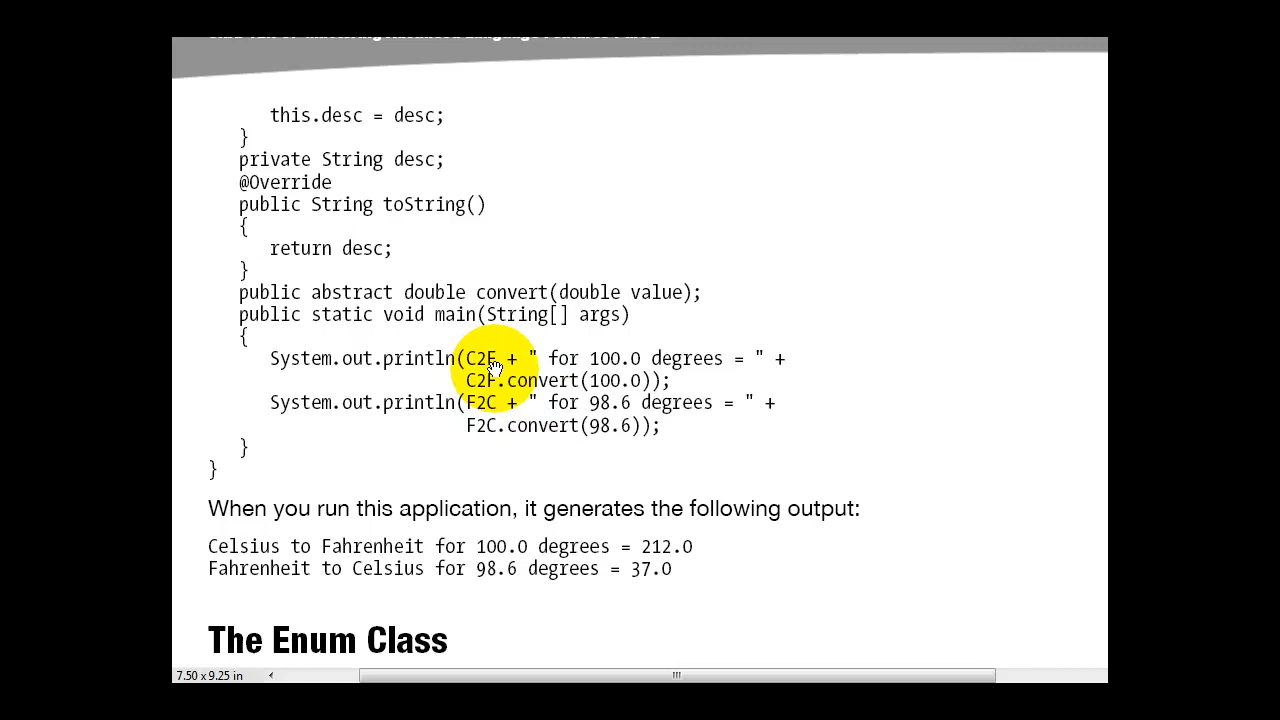 this.desc = desc;
}
private String desc;
@Override
public String toString()
{
return desc;
}
public abstract double convert(double value);
public static void main(String[] args)
{
System.out.println(C2F + " for 100.0 degrees = " +
C2F.convert(100.0));
System.out.println(F2C + " for 98.6 degrees = " +
F2C.convert(98.6));
}
}
When you run this application, it generates the following output:
Celsius to Fahrenheit for 100.0 degrees = 212.0
Fahrenheit to Celsius for 98.6 degrees = 37.0
The Enum Class
7.50 x 9.25 in